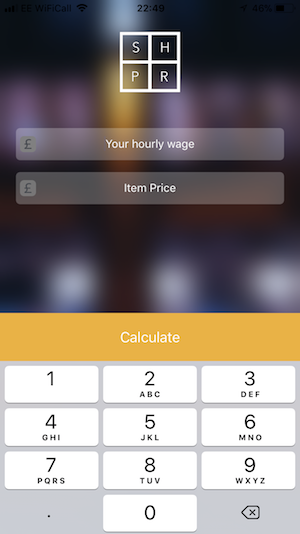 EE WiFiCall 22:49 46%
S H
P R
£ Your hourly wage
£ Item Price
Calculate
1 2 3
ABC DEF
4 5 6
GHI JKL MNO
7 8 9
PQRS TUV WXYZ
. 0